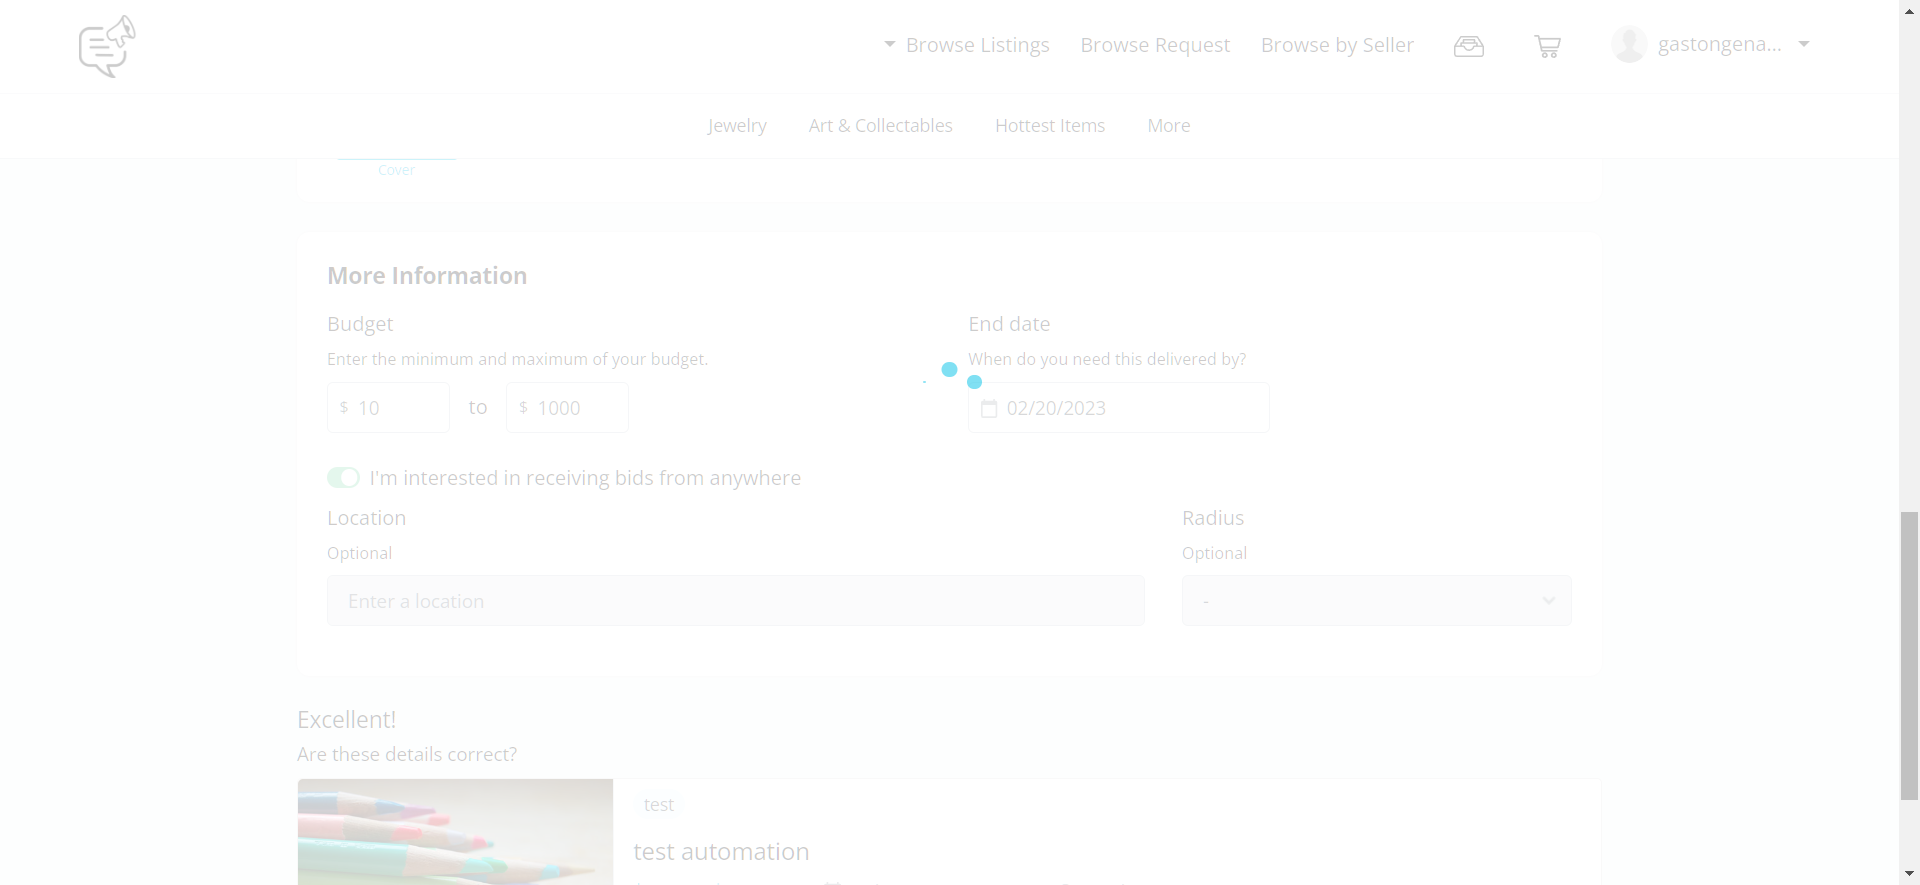 Browse Listings Browse Request Browse by Seller gastongena...
Jewelry Art & Collectables Hottest Items More
Cover
More Information
Budget End date
Enter the minimum and maximum of your budget. When do you need this delivered by?
$ 10 to $ 1000 02/20/2023
I'm interested in receiving bids from anywhere
Location Radius
Optional Optional
Enter a location -
Excellent!
Are these details correct?
test
test automation